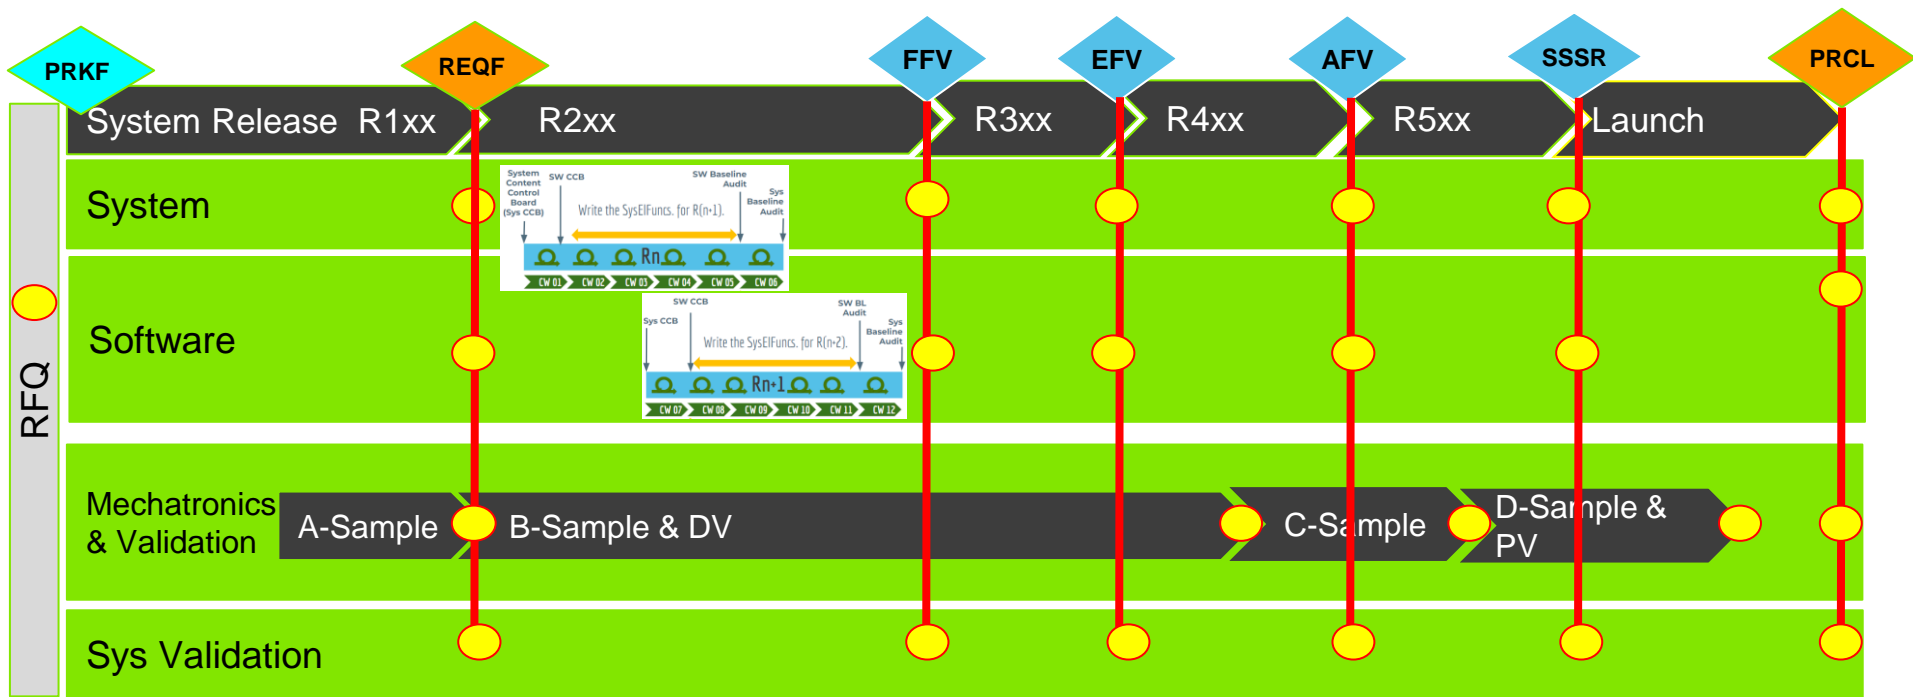 PRKF
REQF
FFV
EFV
AFV
SSSR
PRCL
System Release R1xx
R2xx
R3xx
R4xx
R5xx
Launch
RFQ
System
System
Content
Control
Board
(Sys CCB)
SW CCB
SW Baseline
Audit
Sys
Baseline
Audit
Write the SysElFuncs. for R(n+1).
Rn
CW 01
CW 02
CW 03
CW 04
CW 05
CW 06
Software
Sys CCB
SW CCB
SW BL
Audit
Sys
Baseline
Audit
Write the SysElFuncs. for R(n+2).
Rn+1
CW 07
CW 08
CW 09
CW 10
CW 11
CW 12
Mechatronics
& Validation
A-Sample
B-Sample & DV
C-Sample
D-Sample &
PV
Sys Validation